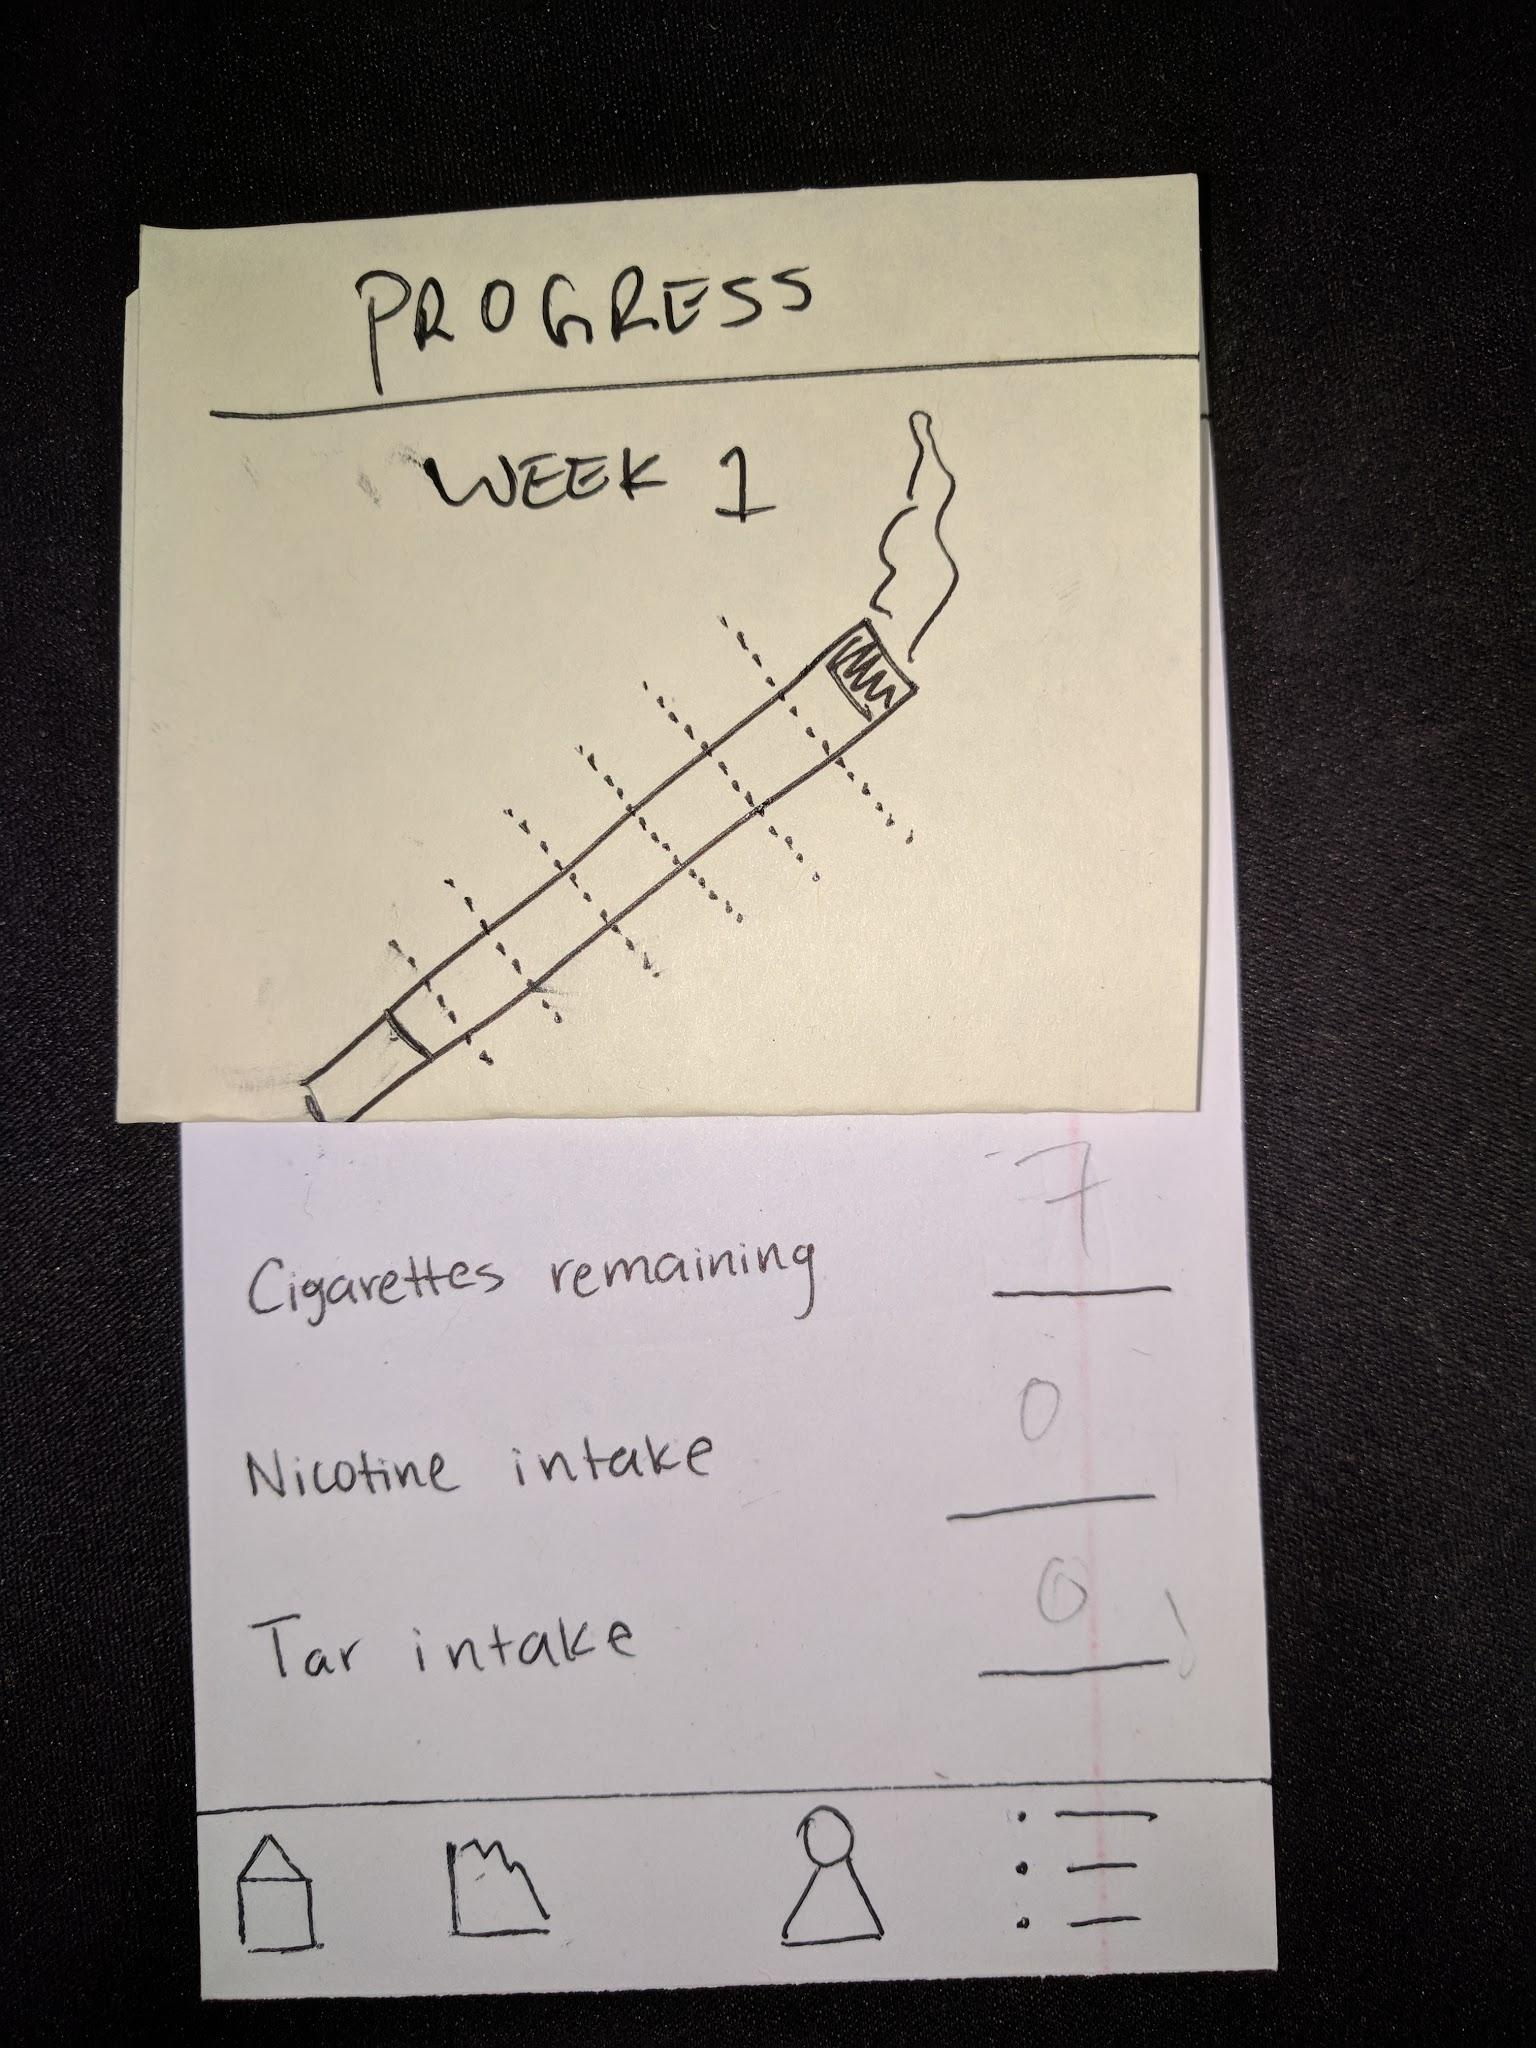 PROGRESS
WEEK 1
Cigarettes remaining 7
Nicotine intake 0
Tar intake 0